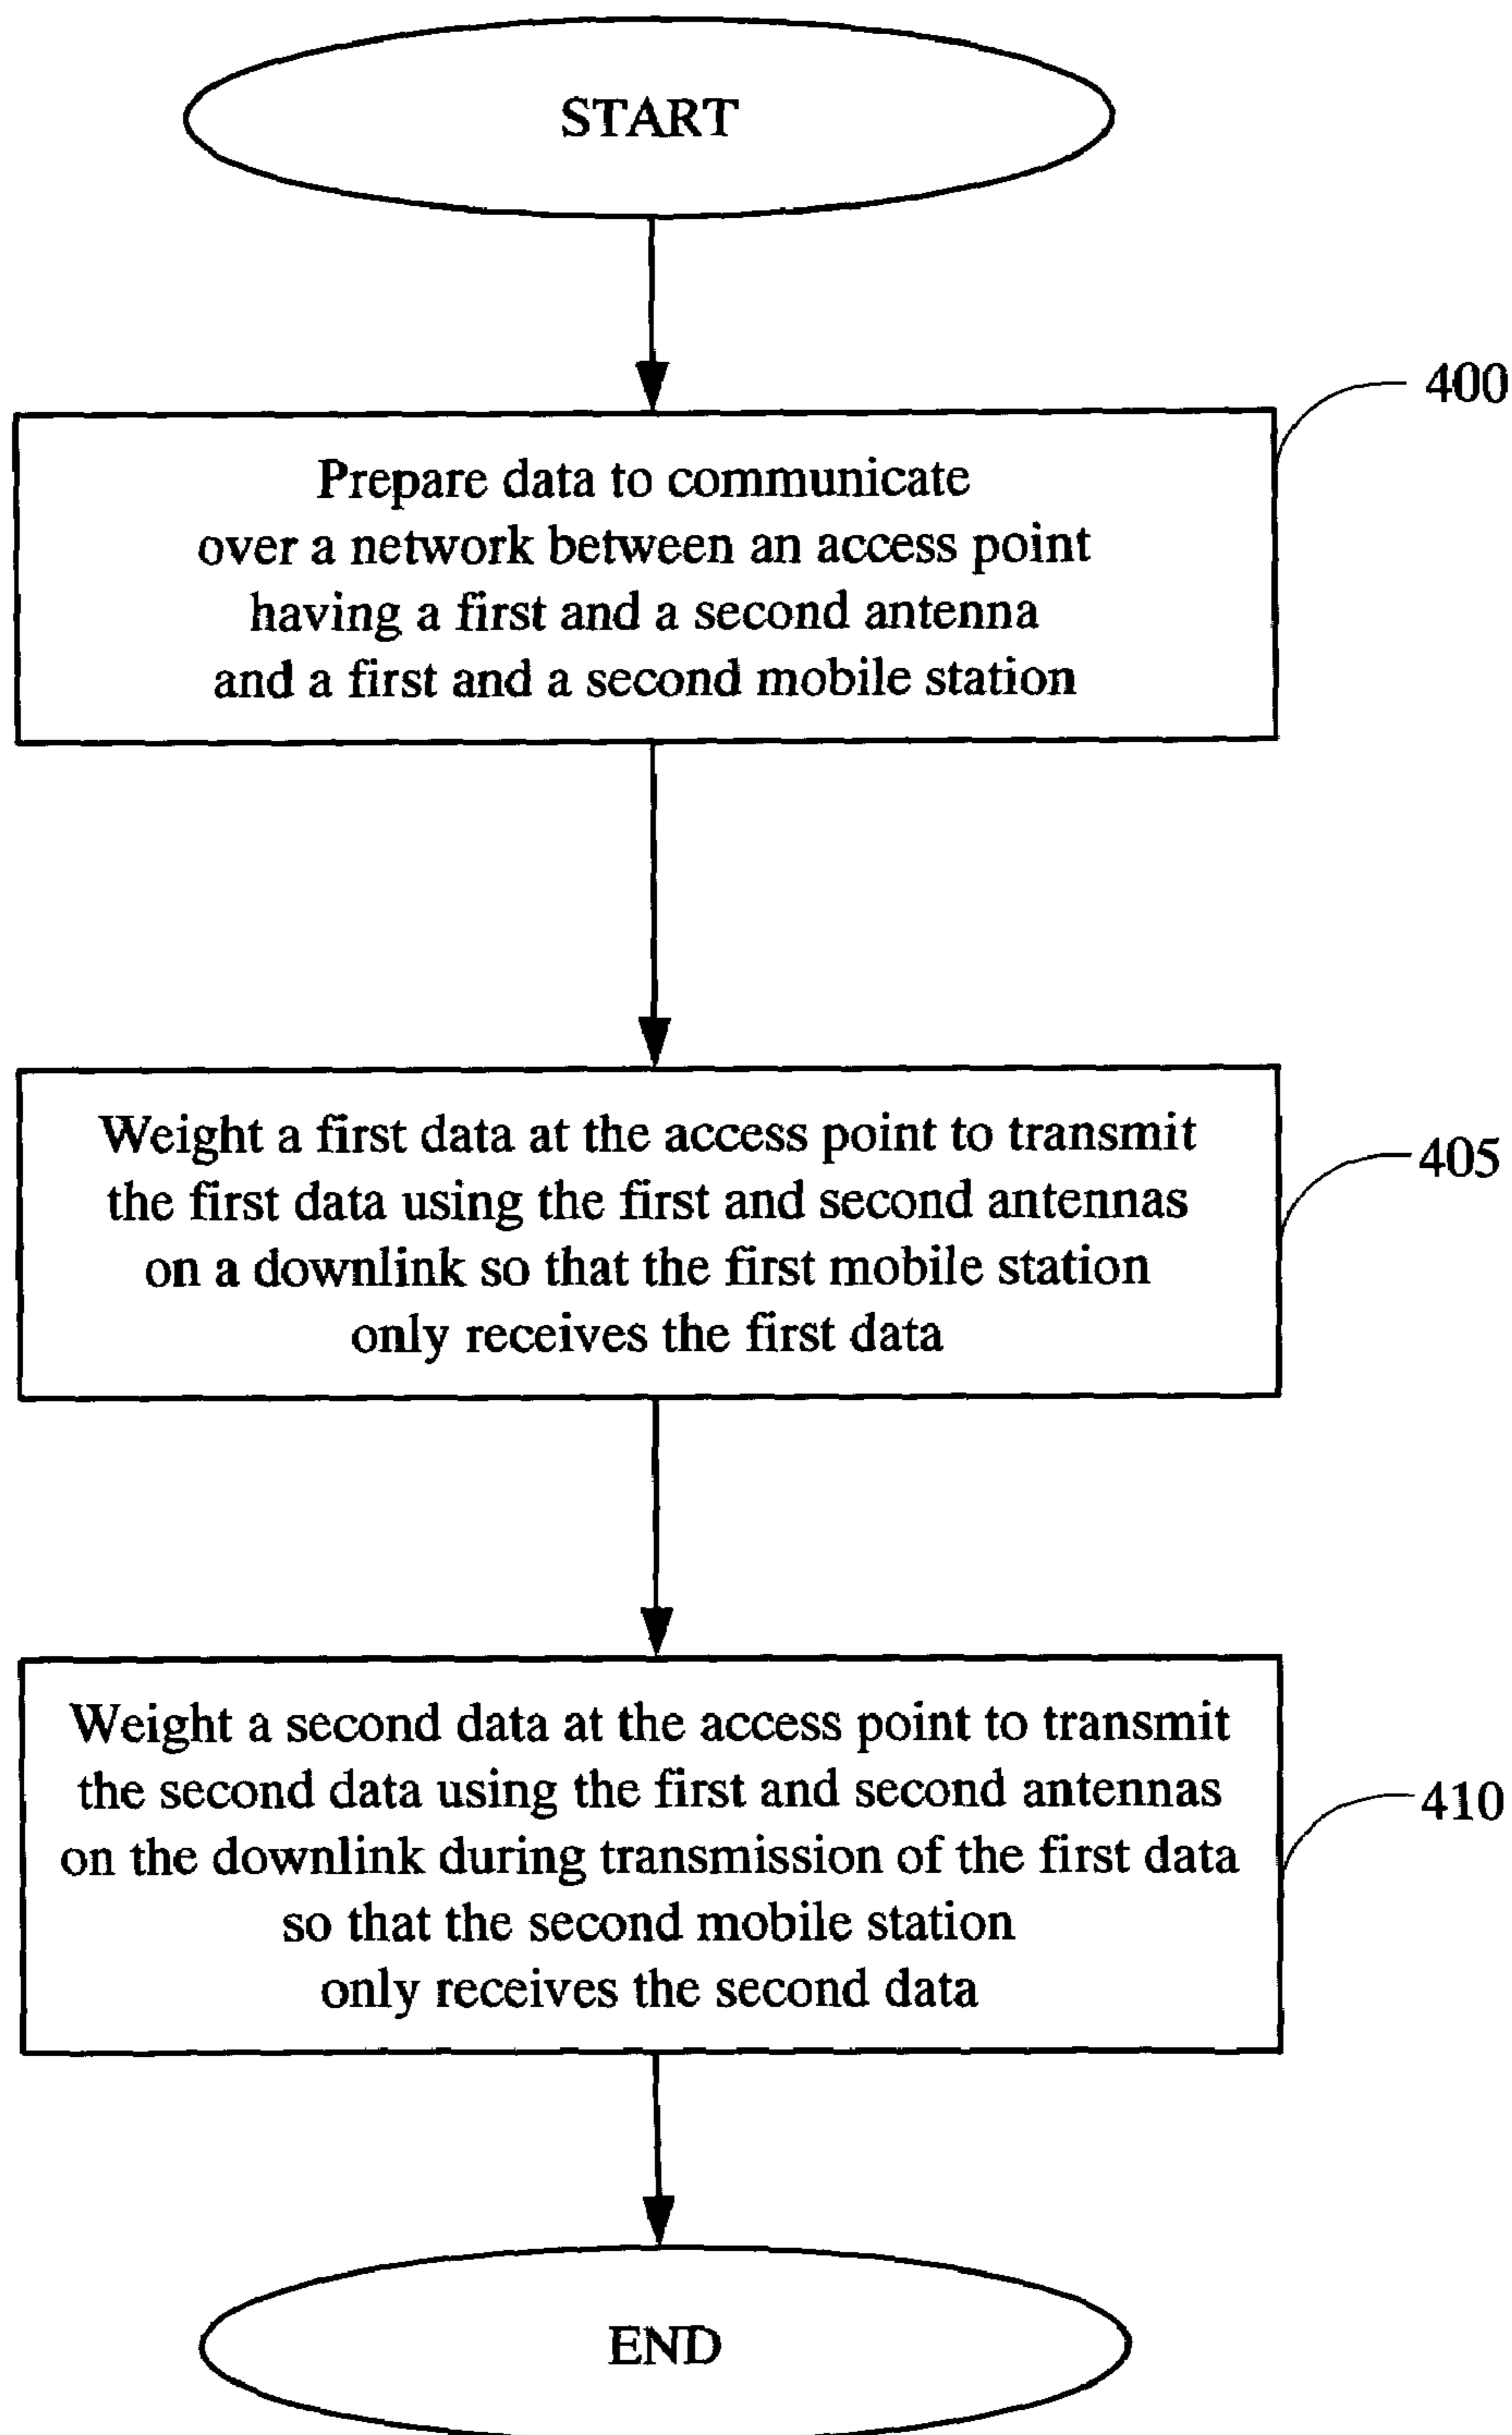 START
400
Prepare data to communicate
over a network between an access point
having a first and a second antenna
and a first and a second mobile station
Weight a first data at the access point to transmit
the first data using the first and second antennas
on a downlink so that the first mobile station
only receives the first data
405
Weight a second data at the access point to transmit
the second data using the first and second antennas
on the downlink during transmission of the first data
so that the second mobile station
only receives the second data
410
END